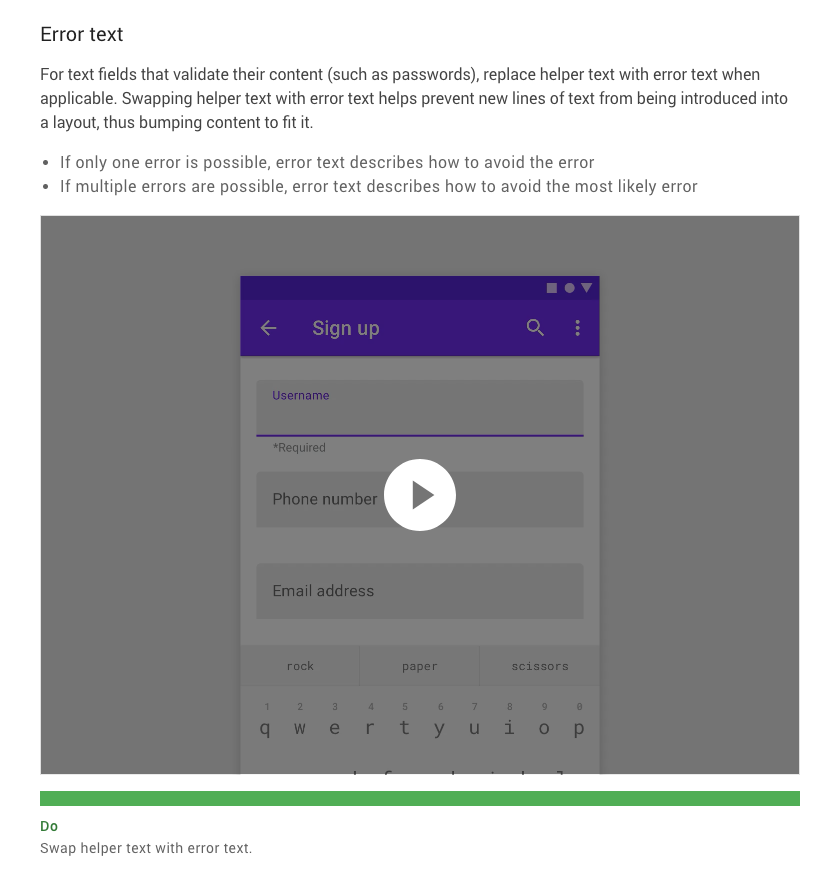 Error text
For text fields that validate their content (such as passwords), replace helper text with error text when
applicable. Swapping helper text with error text helps prevent new lines of text from being introduced into
a layout, thus bumping content to fit it.
• If only one error is possible, error text describes how to avoid the error
• If multiple errors are possible, error text describes how to avoid the most likely error
Sign up
Username
*Required
Phone number
Email address
rock paper scissors
1 2 3 4 5 6 7 8 9 0
q w e r t y u i o p
Do
Swap helper text with error text.